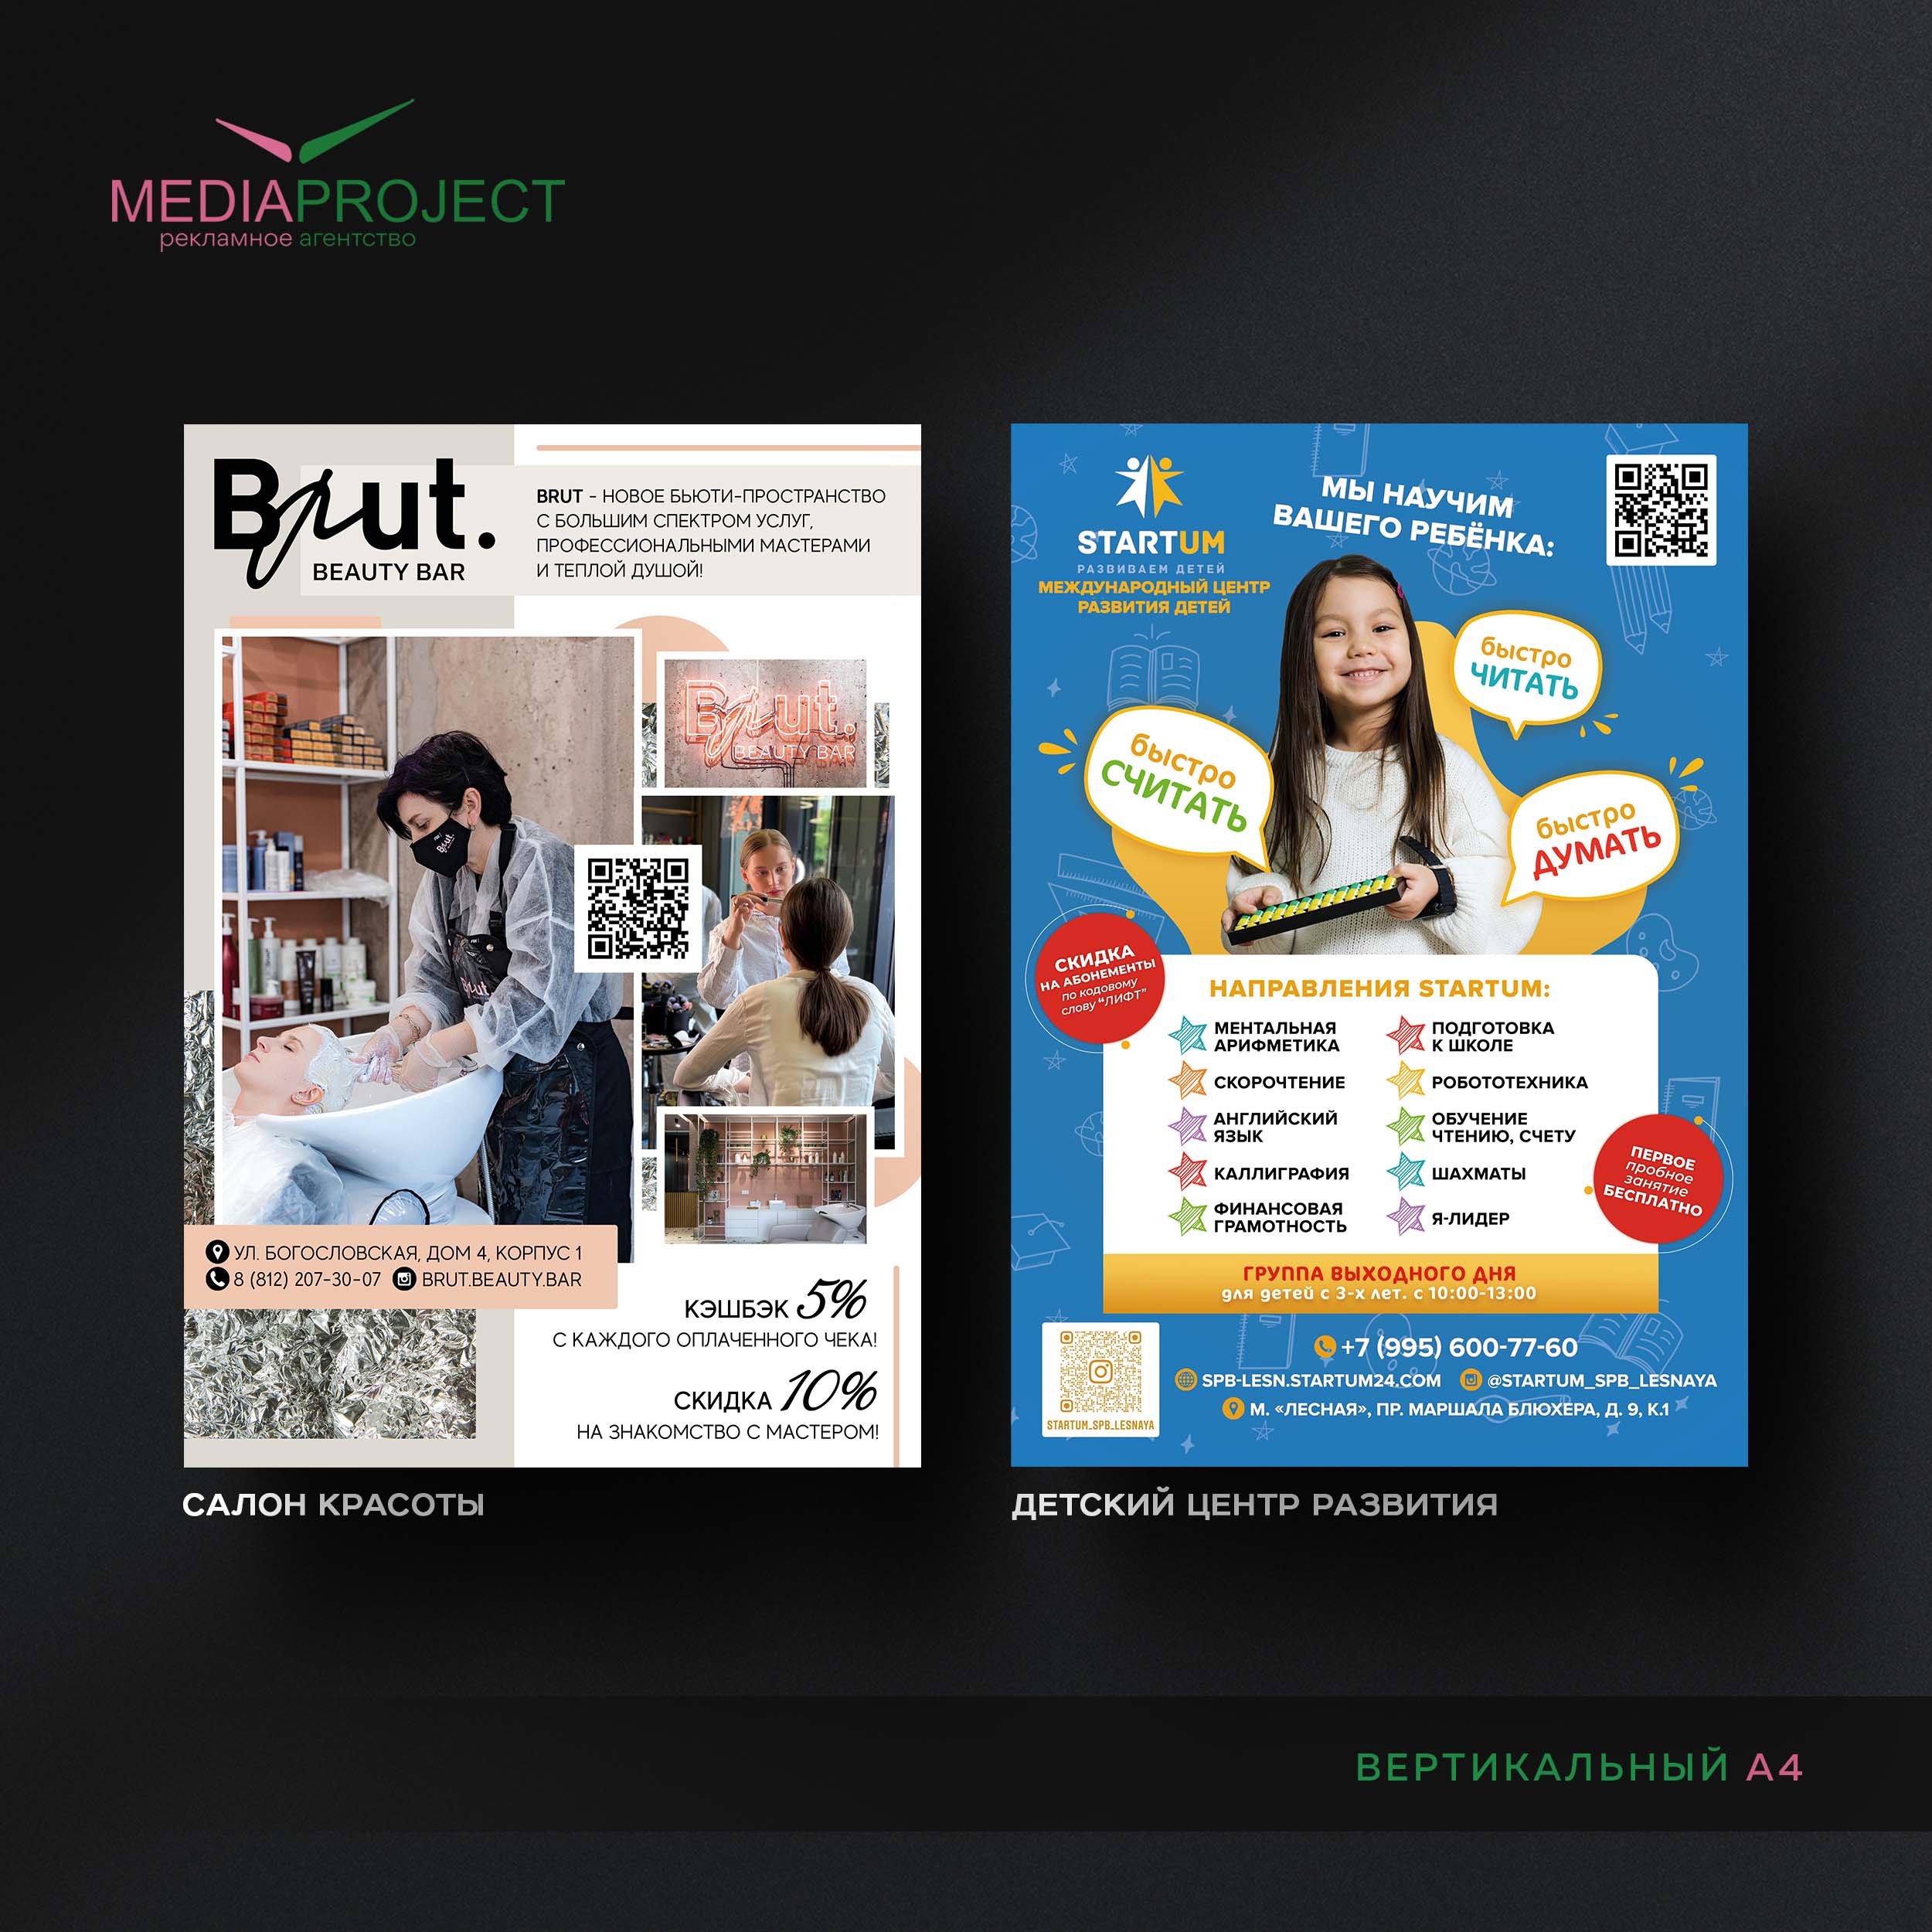 MEDIAPROJECT
рекламное агентство
Brut.
BEAUTY BAR
BRUT - НОВОЕ БЬЮТИ-ПРОСТРАНСТВО
С БОЛЬШИМ СПЕКТРОМ УСЛУГ,
ПРОФЕССИОНАЛЬНЫМИ МАСТЕРАМИ
И ТЕПЛОЙ ДУШОЙ!
Brut.
BEAUTY BAR
Brut.
Brut
УЛ. БОГОСЛОВСКАЯ, ДОМ 4, КОРПУС 1
8 (812) 207-30-07 BRUT.BEAUTY.BAR
КЭШБЭК 5%
С КАЖДОГО ОПЛАЧЕННОГО ЧЕКА!
СКИДКА 10%
НА ЗНАКОМСТВО С МАСТЕРОМ!
САЛОН КРАСОТЫ
STARTUM
РАЗВИВАЕМ ДЕТЕЙ
МЕЖДУНАРОДНЫЙ ЦЕНТР
РАЗВИТИЯ ДЕТЕЙ
МЫ НАУЧИМ
ВАШЕГО РЕБЁНКА:
быстро
ЧИТАТЬ
быстро
СЧИТАТЬ
быстро
ДУМАТЬ
СКИДКА
НА АБОНЕМЕНТЫ
по кодовому
слову "ЛИФТ"
НАПРАВЛЕНИЯ STARTUM:
МЕНТАЛЬНАЯ
АРИФМЕТИКА
СКОРОЧТЕНИЕ
АНГЛИЙСКИЙ
ЯЗЫК
КАЛЛИГРАФИЯ
ФИНАНСОВАЯ
ГРАМОТНОСТЬ
ПОДГОТОВКА
К ШКОЛЕ
РОБОТОТЕХНИКА
ОБУЧЕНИЕ
ЧТЕНИЮ, СЧЕТУ
ШАХМАТЫ
Я-ЛИДЕР
ПЕРВОЕ
пробное
занятие
БЕСПЛАТНО
ГРУППА ВЫХОДНОГО ДНЯ
для детей с 3-х лет. с 10:00-13:00
STARTUM_SPB_LESNAYA
+7 (995) 600-77-60
SPB-LESN.STARTUM24.COM @STARTUM_SPB_LESNAYA
М. «ЛЕСНАЯ», ПР. МАРШАЛА БЛЮХЕРА, Д. 9, К.1
ДЕТСКИЙ ЦЕНТР РАЗВИТИЯ
ВЕРТИКАЛЬНЫЙ А4